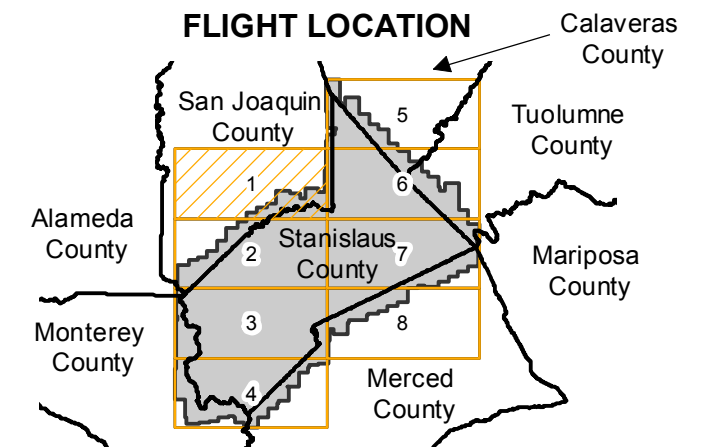 FLIGHT LOCATION
Calaveras
County
San Joaquin
County
5
Tuolumne
County
1
6
Alameda
County
2
Stanislaus
County
7
Mariposa
County
Monterey
County
3
8
4
Merced
County